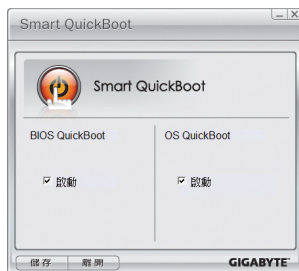 Smart QuickBoot
Smart QuickBoot
BIOS QuickBoot
啟動
OS QuickBoot
啟動
儲存
離開
GIGABYTE